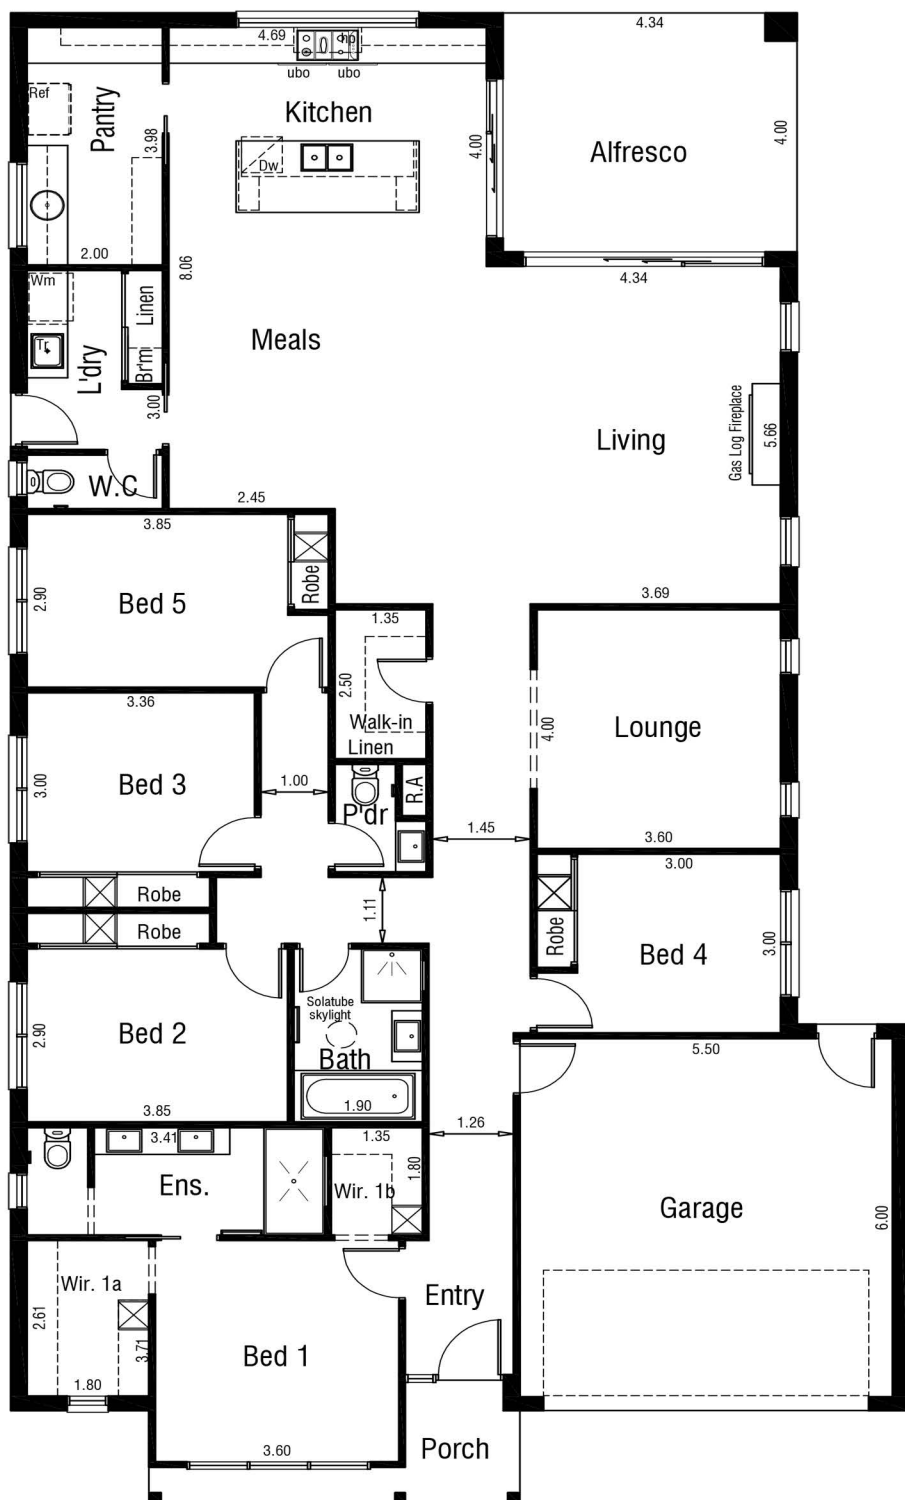 4.34
4.69
hp
ubo
ubo
Ref
Pantry
3.98
Kitchen
4.00
Alfresco
4.00
Dw
2.00
8.06
4.34
Wm
Linen
Meals
Tr
L'dry
Br'm
3.00
Living
Gas Log Fireplace
5.66
W.C
2.45
3.85
2.90
Bed 5
Robe
3.69
1.35
2.50
Walk-in
Linen
4.00
Lounge
3.36
3.00
Bed 3
1.00
P'dr
R.A
1.45
3.60
3.00
Robe
Robe
1.11
Robe
Bed 4
3.00
2.90
Bed 2
Solatube
skylight
Bath
5.50
3.85
1.90
3.41
1.35
1.26
1.80
Ens.
Wir. 1b
Garage
6.00
Wir. 1a
2.61
3.71
Entry
Bed 1
1.80
3.60
Porch